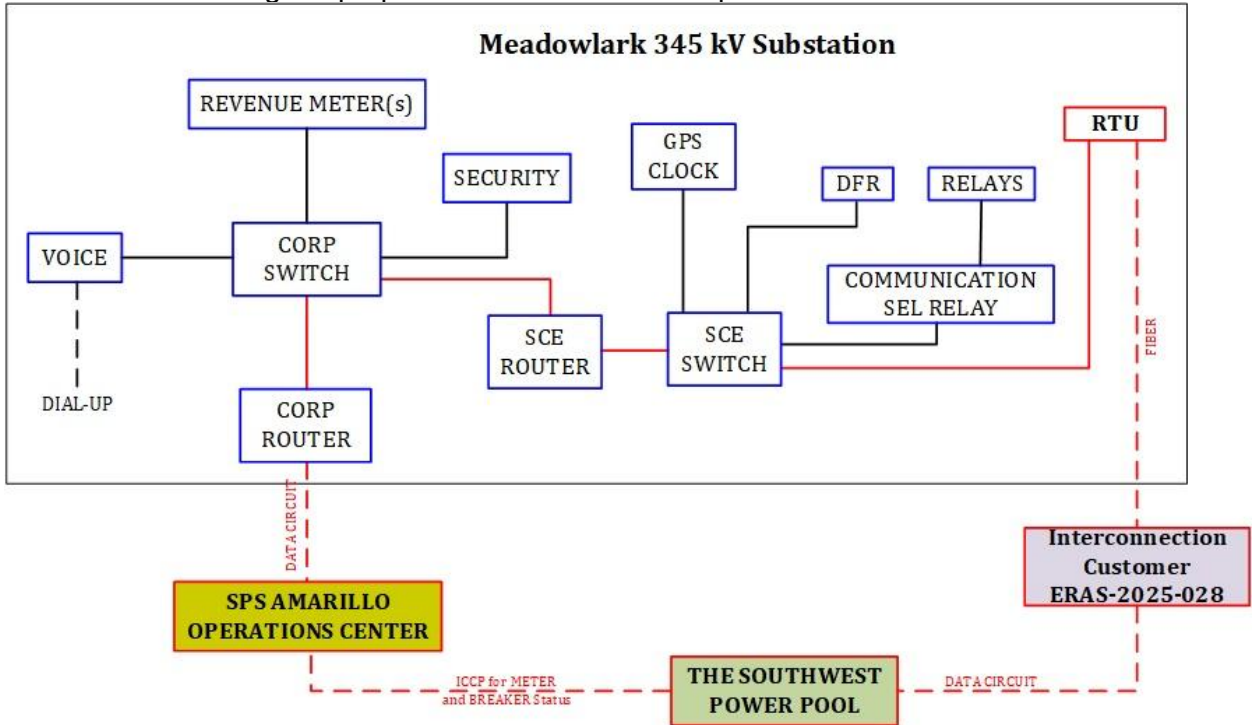 Meadowlark 345 kV Substation
REVENUE METER(s)
RTU
GPS
CLOCK
SECURITY
DFR
RELAYS
VOICE
CORP
SWITCH
COMMUNICATION
SEL RELAY
SCE
ROUTER
SCE
SWITCH
FIBER
DIAL-UP
CORP
ROUTER
DATA CIRCUIT
Interconnection
Customer
ERAS-2025-028
SPS AMARILLO
OPERATIONS CENTER
ICCP for METER
and BREAKER Status
THE SOUTHWEST
POWER POOL
DATA CIRCUIT